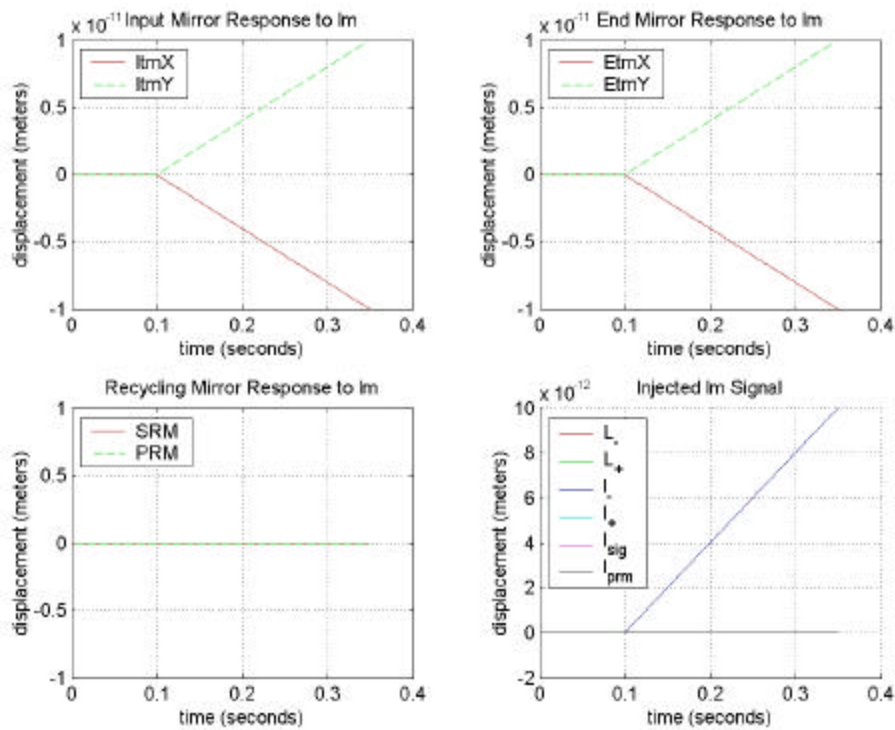 x 10⁻¹¹ Input Mirror Response to lm
1
0.5
0
-0.5
-1
0 0.1 0.2 0.3 0.4
time (seconds)
displacement (meters)
ItmX
ItmY
x 10⁻¹¹ End Mirror Response to lm
1
0.5
0
-0.5
-1
0 0.1 0.2 0.3 0.4
time (seconds)
displacement (meters)
EtmX
EtmY
Recycling Mirror Response to lm
1
0.5
0
-0.5
-1
0 0.1 0.2 0.3 0.4
time (seconds)
displacement (meters)
SRM
PRM
x 10⁻¹² Injected lm Signal
10
8
6
4
2
0
-2
0 0.1 0.2 0.3 0.4
time (seconds)
displacement (meters)
L-
L+
l-
l+
lsig
lprm